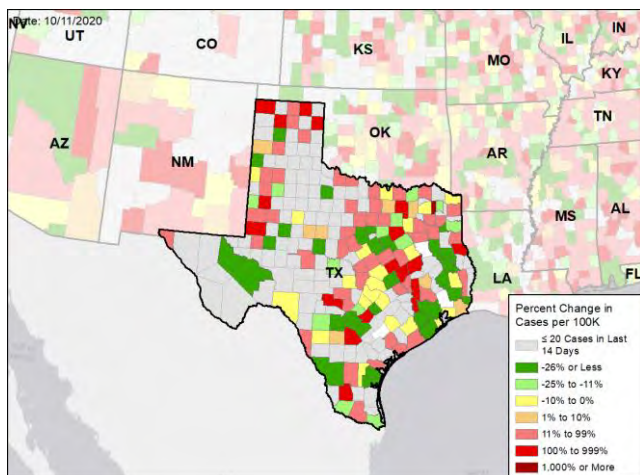 Date: 10/11/2020
NV
UT
CO
KS
MO
IL
IN
KY
AZ
NM
OK
AR
TN
MS
AL
TX
LA
FL
Percent Change in
Cases per 100K
≤ 20 Cases in Last
14 Days
-26% or Less
-25% to -11%
-10% to 0%
1% to 10%
11% to 99%
100% to 999%
1,000% or More